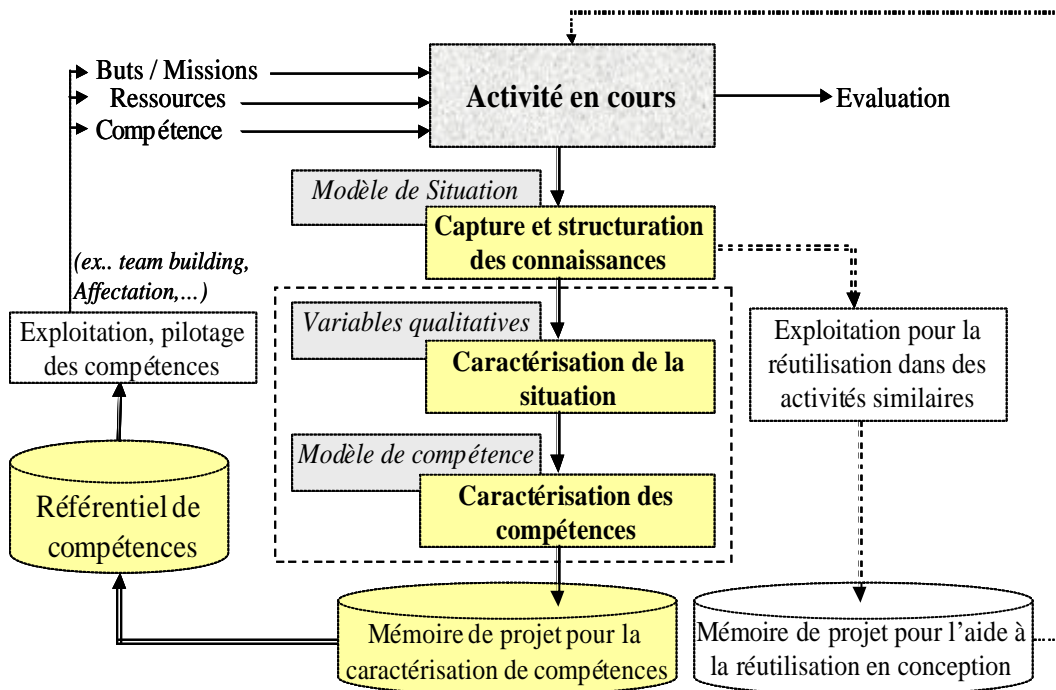 Buts / Missions
Ressources
Compétence
Activité en cours
Evaluation
Modèle de Situation
Capture et structuration
des connaissances
(ex.. team building,
Affectation,...)
Exploitation, pilotage
des compétences
Variables qualitatives
Caractérisation de la
situation
Exploitation pour la
réutilisation dans des
activités similaires
Modèle de compétence
Caractérisation des
compétences
Référentiel de
compétences
Mémoire de projet pour la
caractérisation de compétences
Mémoire de projet pour l'aide à
la réutilisation en conception